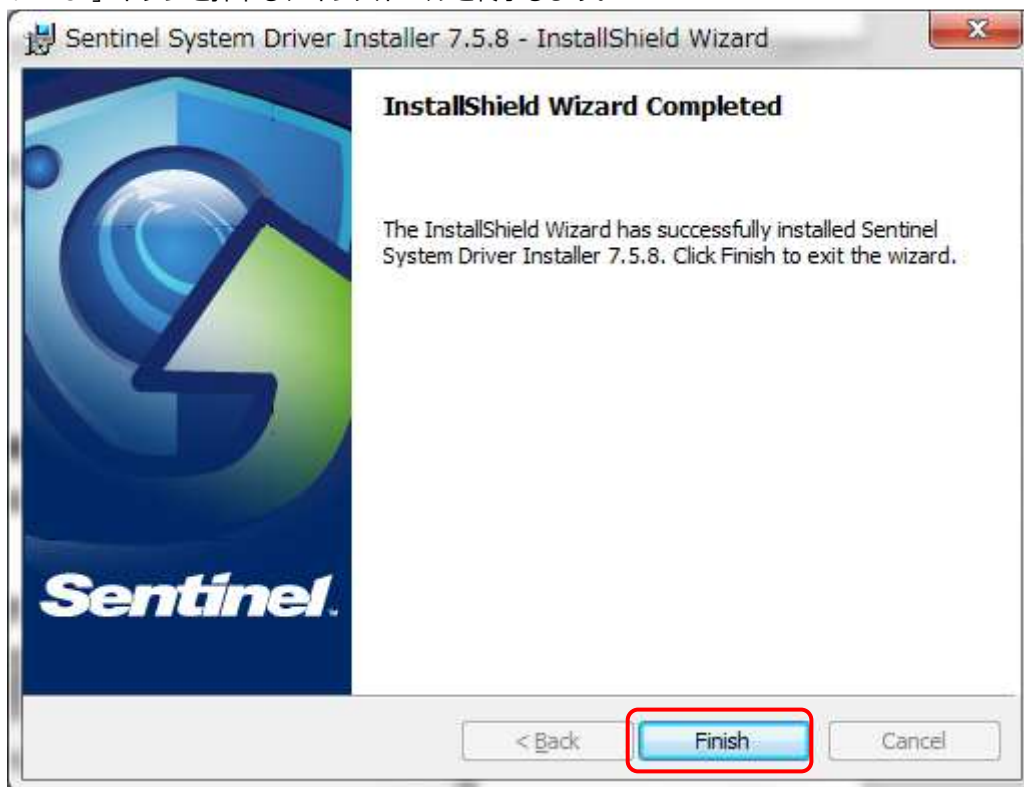 Sentinel System Driver Installer 7.5.8 - InstallShield Wizard
InstallShield Wizard Completed
The InstallShield Wizard has successfully installed Sentinel
System Driver Installer 7.5.8. Click Finish to exit the wizard.
Sentinel.
< Back
Finish
Cancel